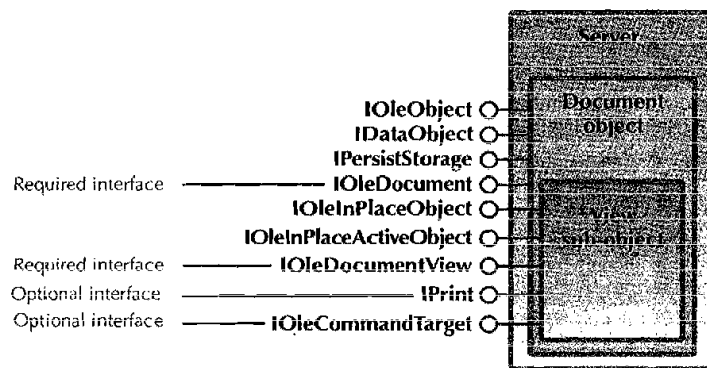 Server
IOleObject
Document
object
IDataObject
IPersistStorage
Required interface IOleDocument
IOleInPlaceObject
View
sub-object
IOleInPlaceActiveObject
Required interface IOleDocumentView
Optional interface IPrint
Optional interface IOleCommandTarget